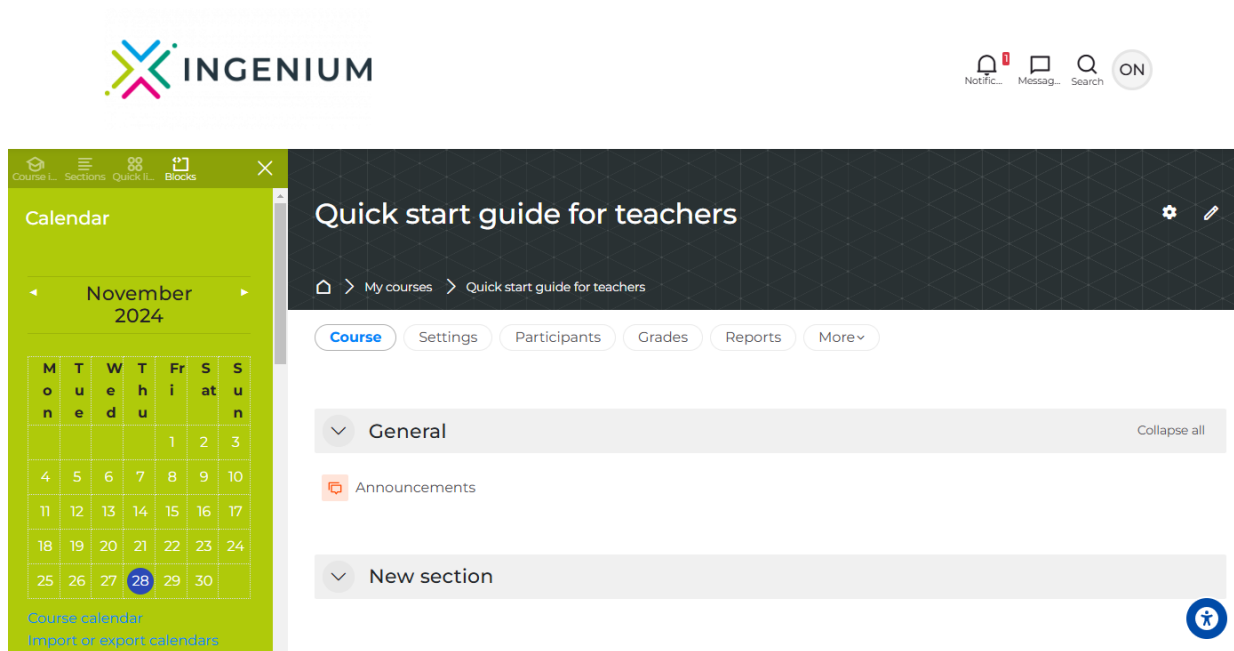 INGENIUM
1
Notific...
Messag...
Search
ON
Course i...
Sections
Quick li...
Blocks
Calendar
November
2024
Mon Tue Wed Thu Fri Sat Sun
1 2 3
4 5 6 7 8 9 10
11 12 13 14 15 16 17
18 19 20 21 22 23 24
25 26 27 28 29 30
Course calendar
Import or export calendars
Quick start guide for teachers
My courses Quick start guide for teachers
Course Settings Participants Grades Reports More
General Collapse all
Announcements
New section